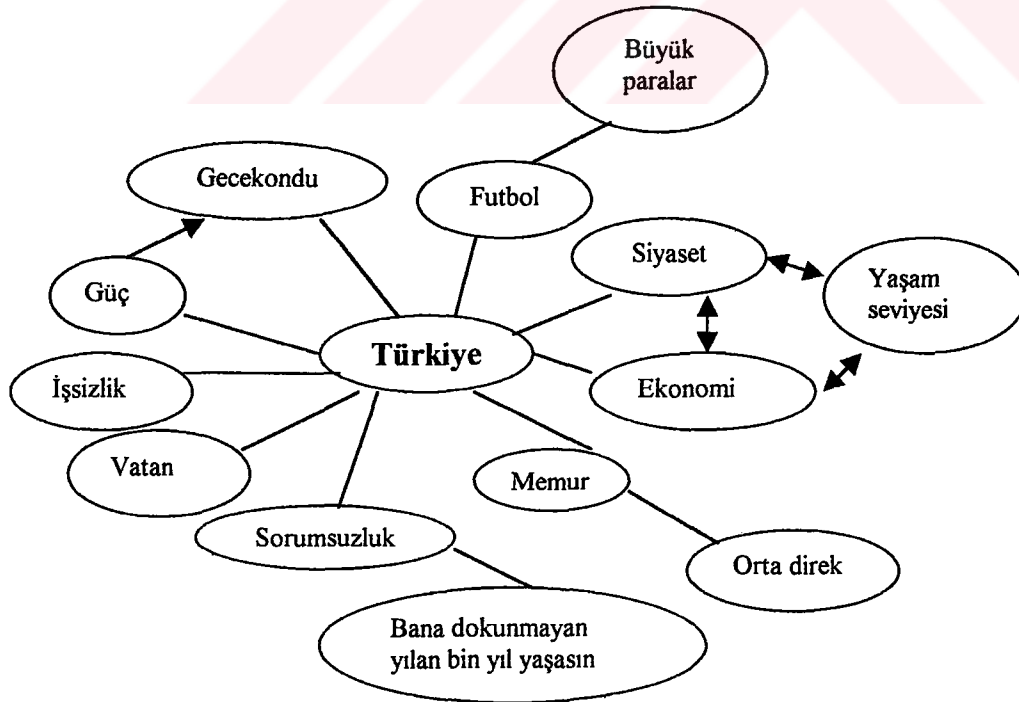 Büyük
paralar
Gecekondu
Futbol
Siyaset
Yaşam
seviyesi
Güç
Türkiye
İşsizlik
Ekonomi
Vatan
Memur
Sorumsuzluk
Orta direk
Bana dokunmayan
yılan bin yıl yaşasın